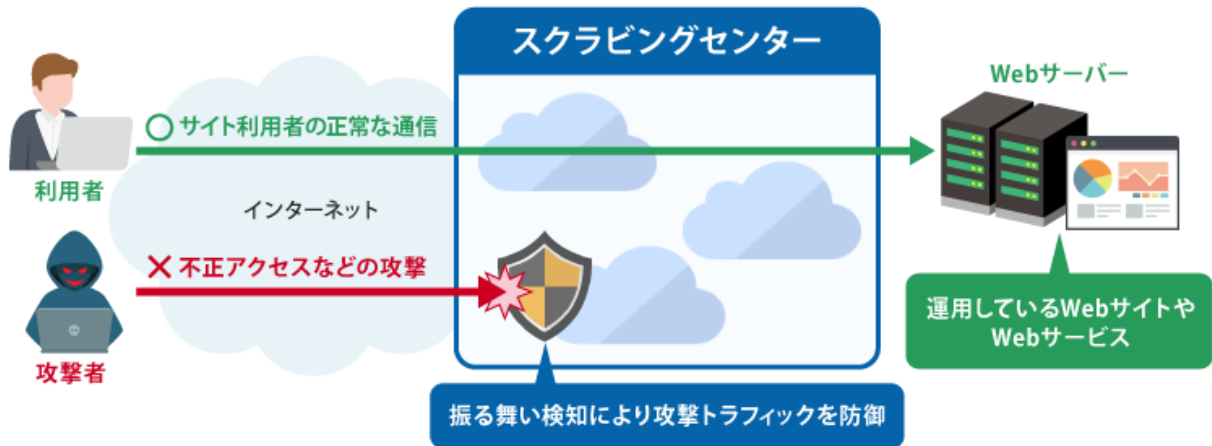 スクラビングセンター
Webサーバー
サイト利用者の正常な通信
利用者
インターネット
不正アクセスなどの攻撃
攻撃者
運用しているWebサイトや
Webサービス
振る舞い検知により攻撃トラフィックを防御